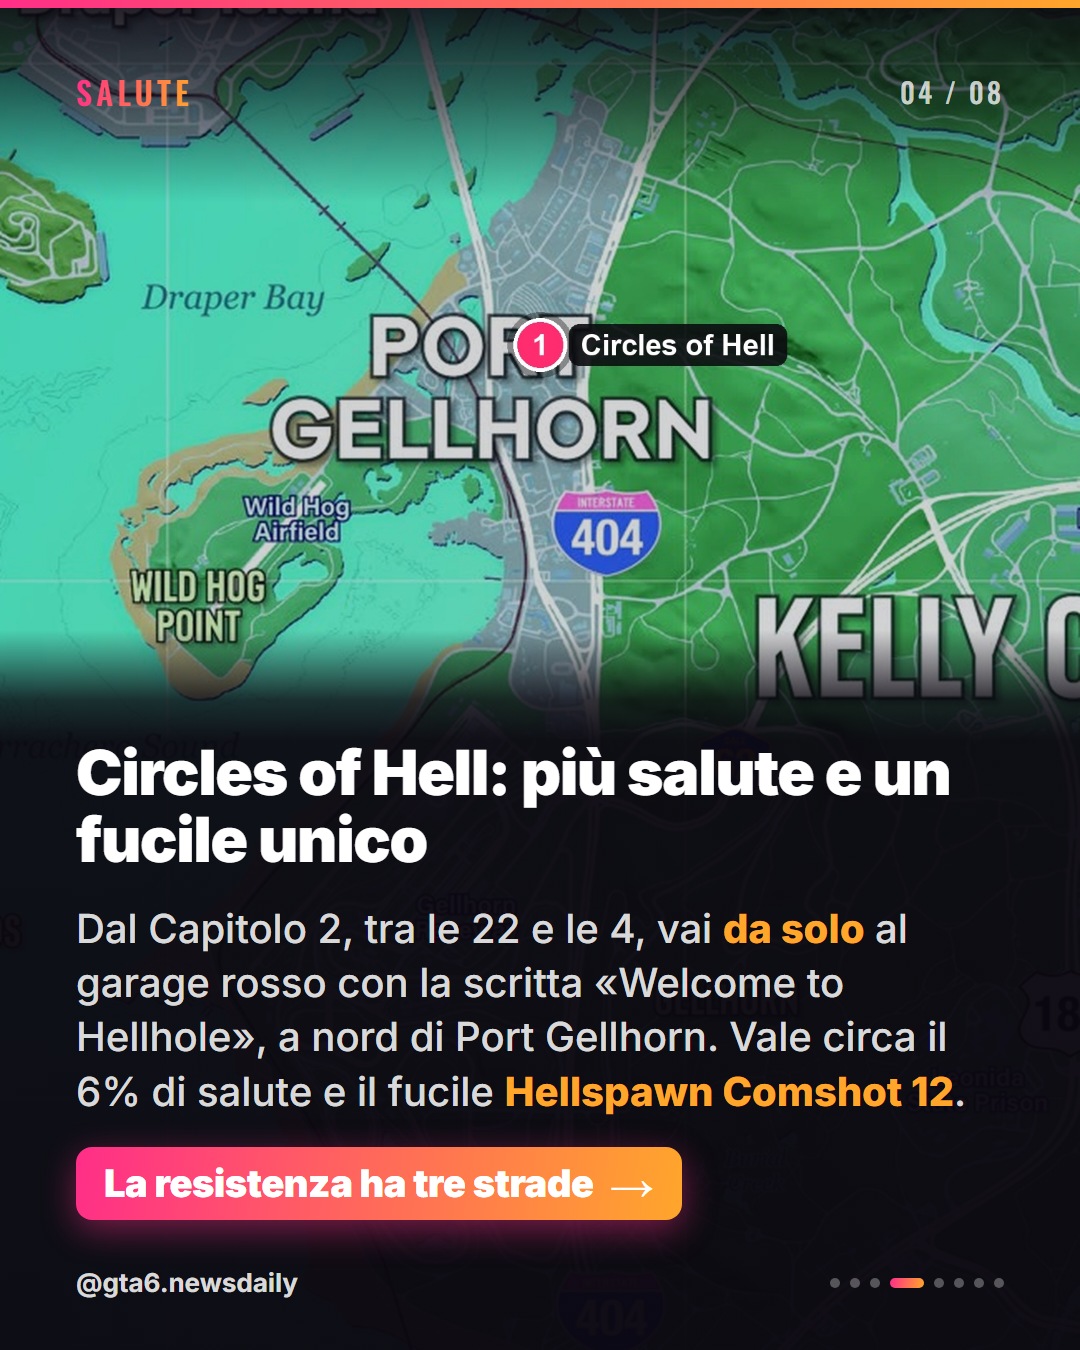 SALUTE
04 / 08
Draper Bay
PORT
1
Circles of Hell
GELLHORN
Wild Hog
Airfield
INTERSTATE
404
WILD HOG
POINT
KELLY
Circles of Hell: più salute e un
fucile unico
Dal Capitolo 2, tra le 22 e le 4, vai da solo al
garage rosso con la scritta «Welcome to
Hellhole», a nord di Port Gellhorn. Vale circa il
6% di salute e il fucile Hellspawn Comshot 12.
La resistenza ha tre strade →
@gta6.newsdaily
404